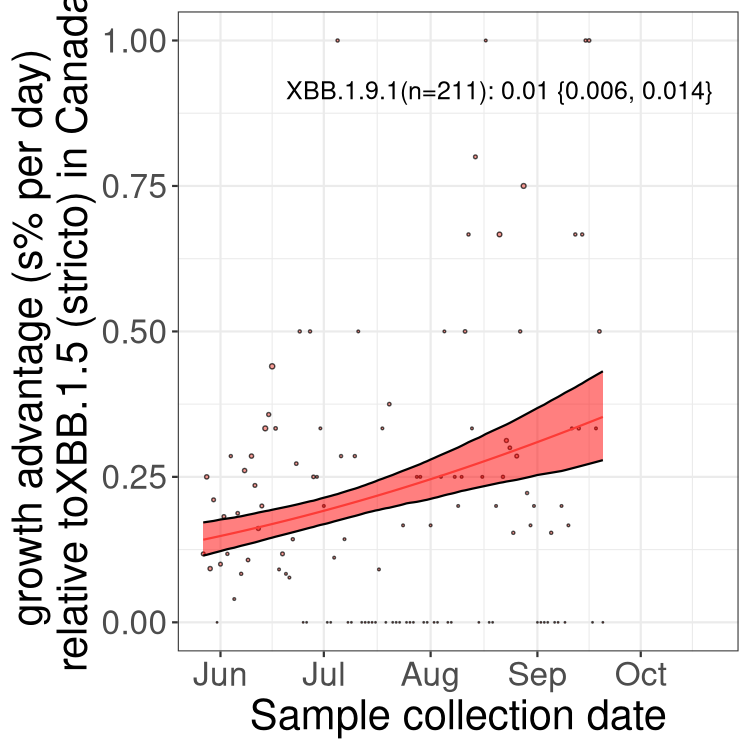 growth advantage (s% per day)
relative toXBB.1.5 (stricto) in Canada
1.00
0.75
0.50
0.25
0.00
XBB.1.9.1(n=211): 0.01 {0.006, 0.014}
Jun
Jul
Aug
Sep
Oct
Sample collection date